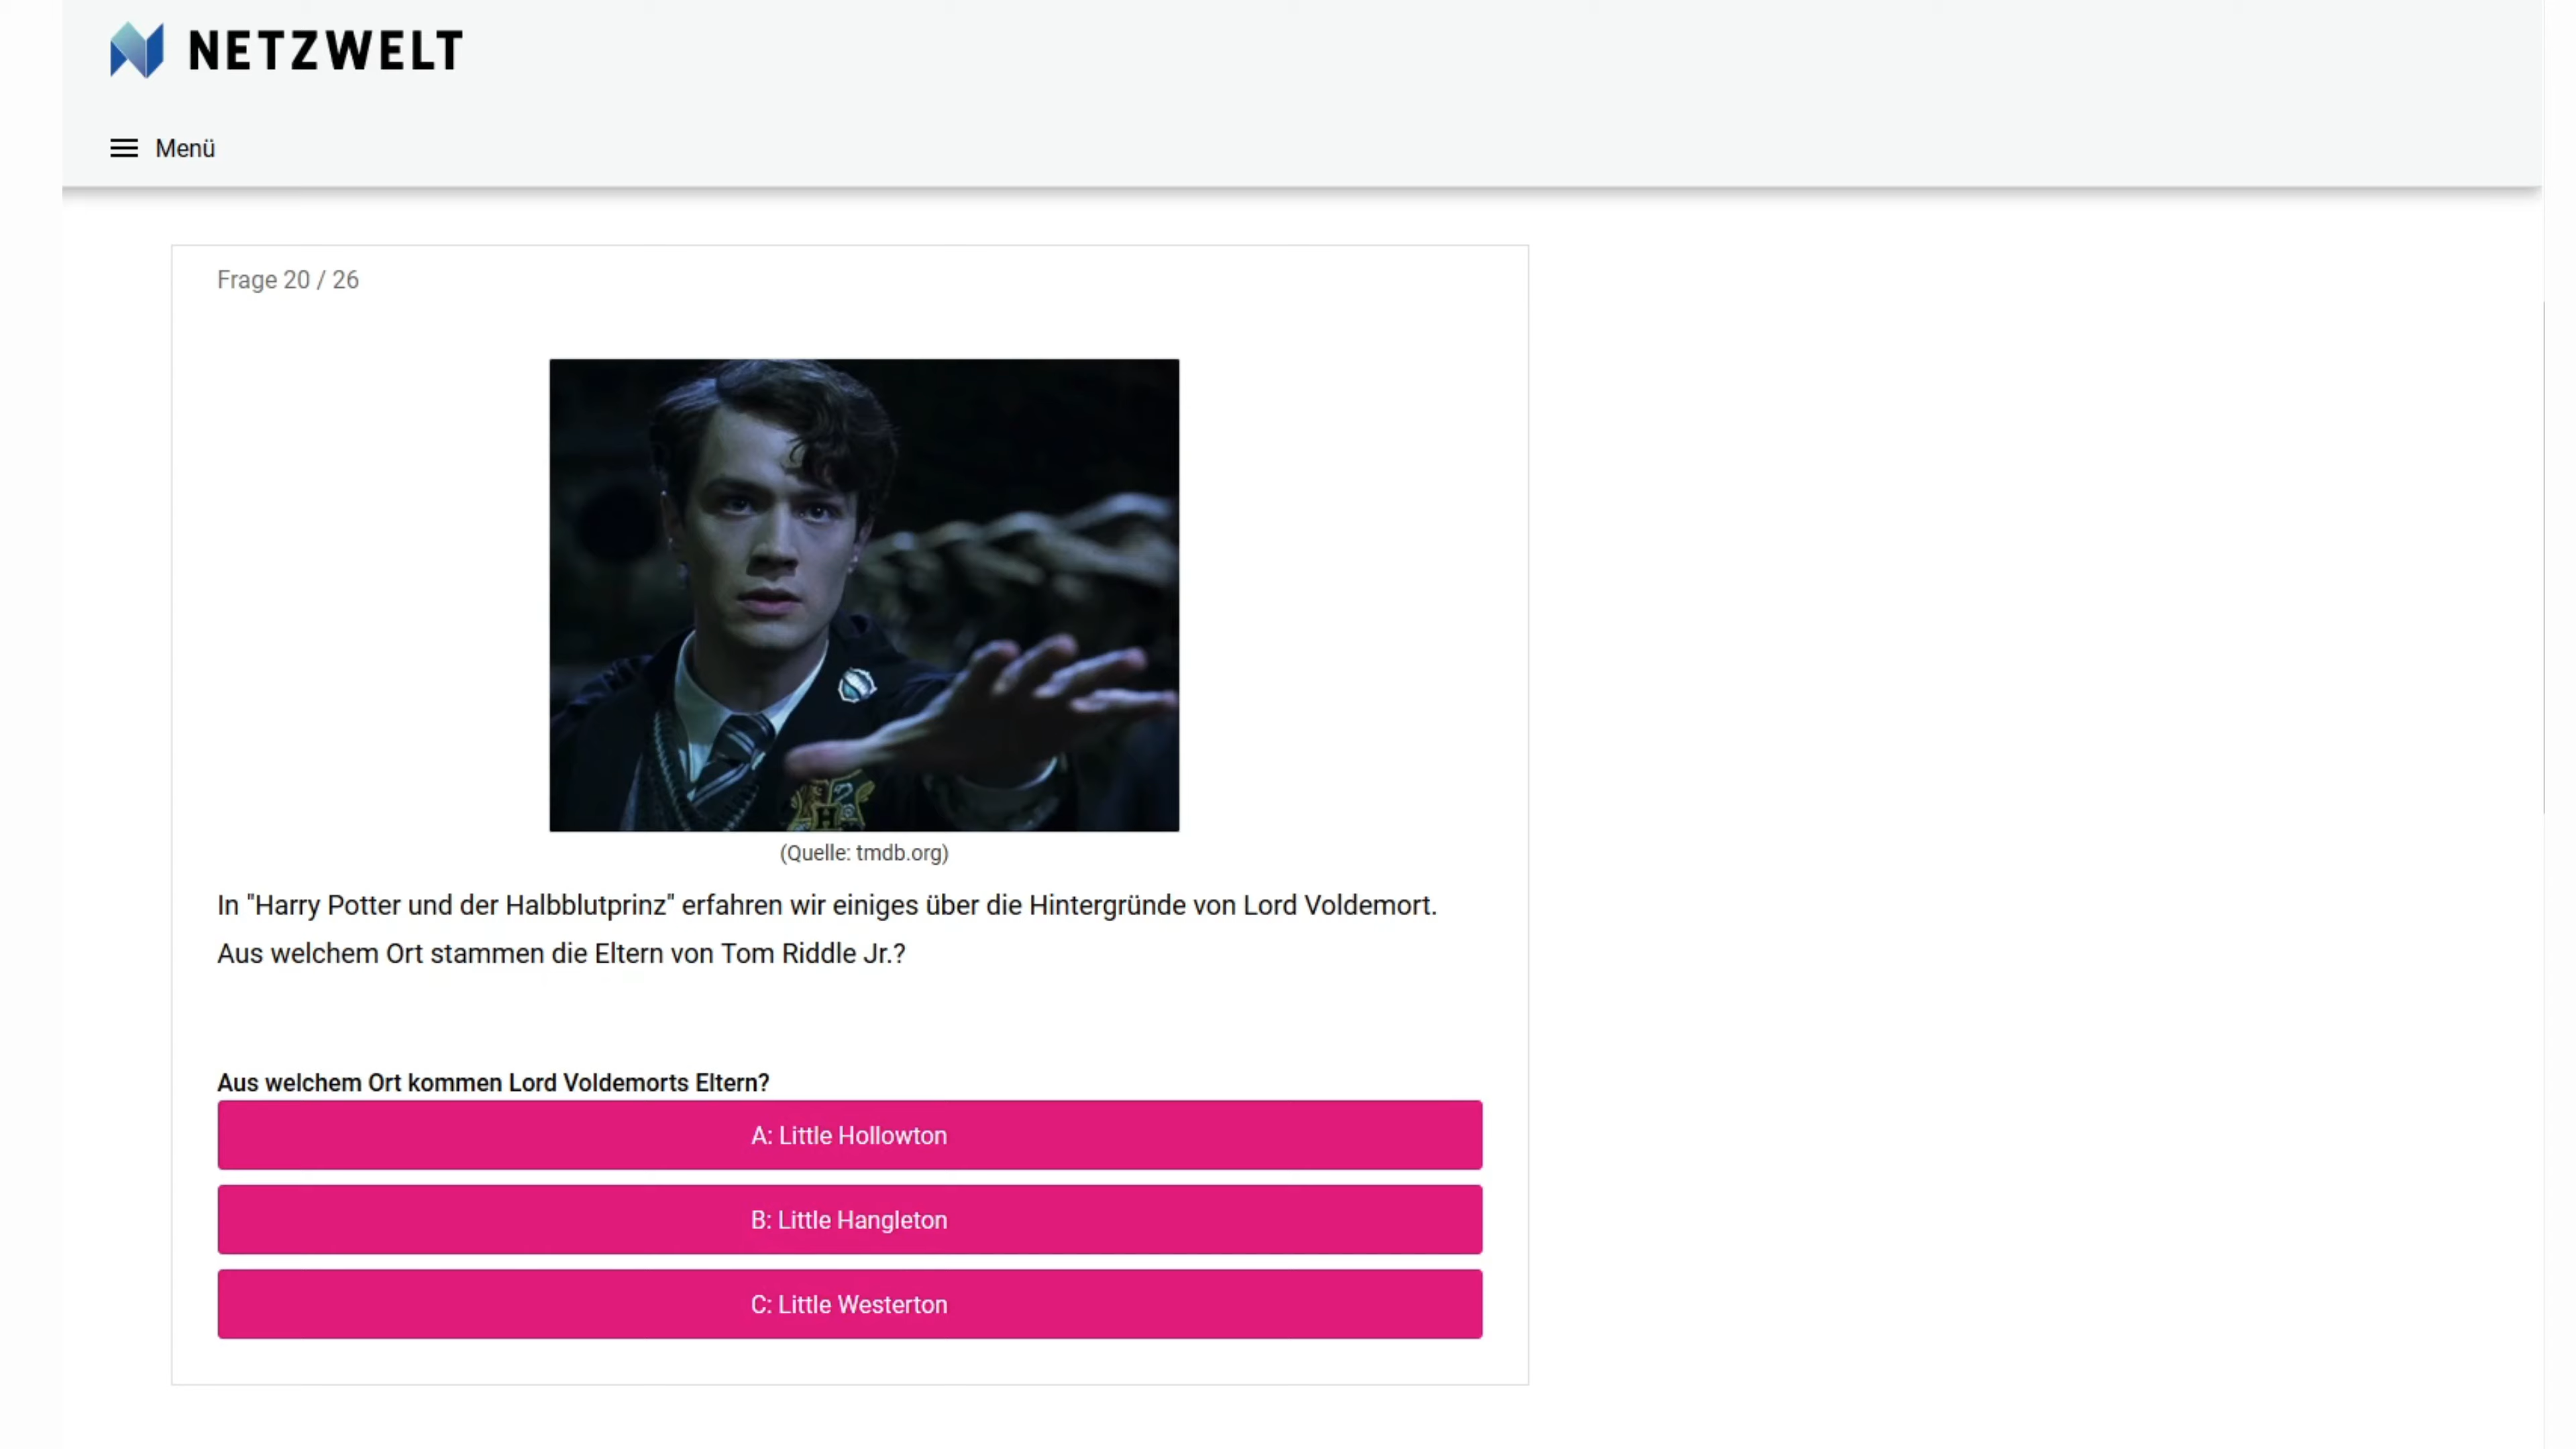 NETZWELT
Menü
Frage 20 / 26
(Quelle: tmdb.org)
In "Harry Potter und der Halbblutprinz" erfahren wir einiges über die Hintergründe von Lord Voldemort.
Aus welchem Ort stammen die Eltern von Tom Riddle Jr.?
Aus welchem Ort kommen Lord Voldemorts Eltern?
A: Little Hollowton
B: Little Hangleton
C: Little Westerton